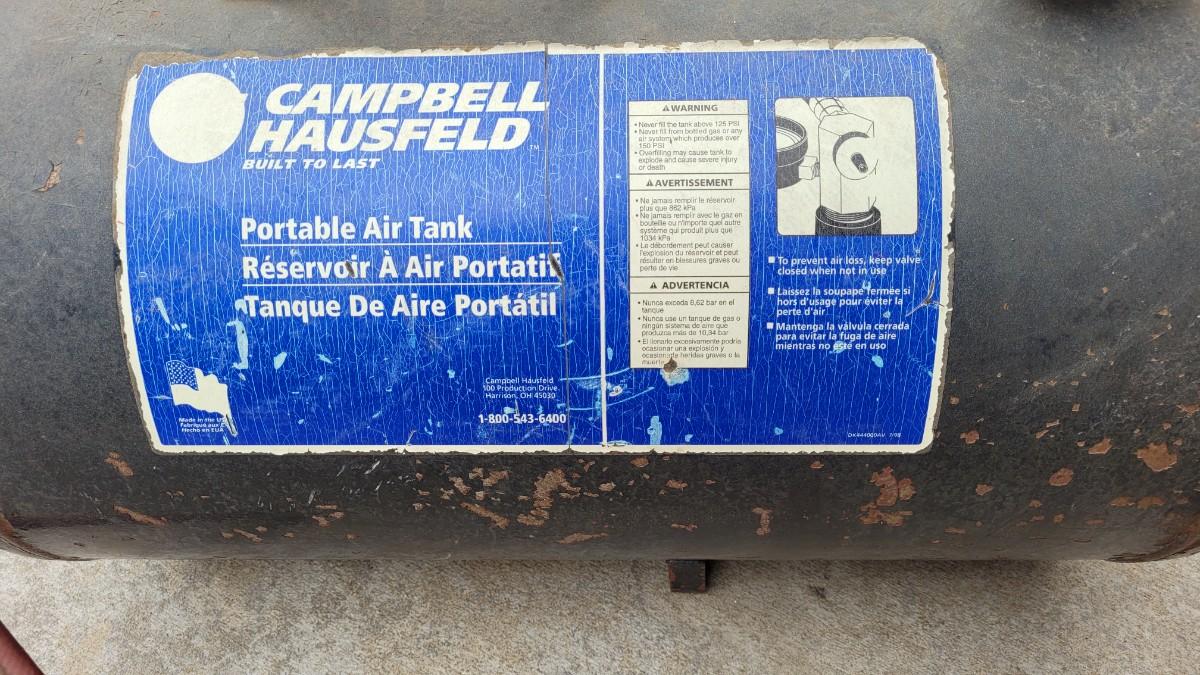 CAMPBELL
HAUSFELD
TM
BUILT TO LAST
Portable Air Tank
Réservoir À Air Portatif
Tanque De Aire Portátil
Made in the US
Fabriqué aux É
Hecho en EUA
Campbell Hausfeld
100 Production Drive
Harrison, OH 45030
1-800-543-6400
⚠ WARNING
• Never fill the tank above 125 PSI
• Never fill from bottled gas or any
air system which produces over
150 PSI
• Overfilling may cause tank to
explode and cause severe injury
or death
⚠ AVERTISSEMENT
• Ne jamais remplir le réservoir
plus que 862 kPa
• Ne jamais remplir avec le gaz en
bouteille ou n'importe quel autre
système qui produit plus que
1034 kPa
• Le débordement peut causer
l'explosion du réservoir et peut
résulter en blessures graves ou
perte de vie
⚠ ADVERTENCIA
• Nunca exceda 8,62 bar en el
tanque
• Nunca use un tanque de gas o
ningún sistema de aire que
produzca más de 10,34 bar
• El llenarlo excesivamente podría
ocasionar una explosión y
ocasionarle heridas graves o la
muerte
■ To prevent air loss, keep valve
closed when not in use
■ Laissez la soupape fermée si
hors d'usage pour éviter la
perte d'air
■ Mantenga la válvula cerrada
para evitar la fuga de aire
mientras no esté en uso
DK444000AV 7/98